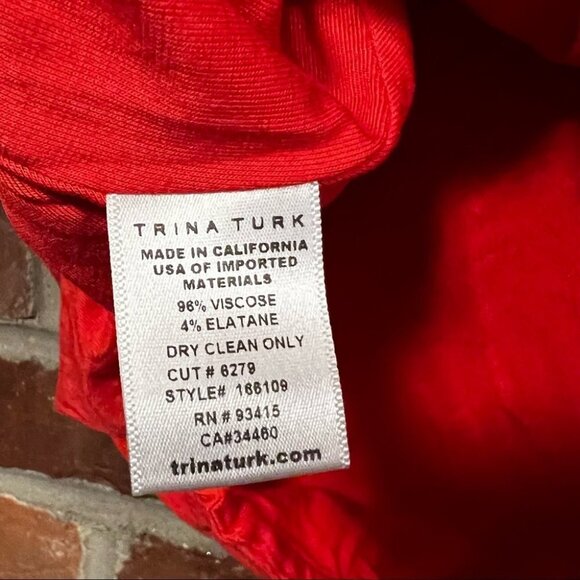 TRINA TURK
MADE IN CALIFORNIA
USA OF IMPORTED
MATERIALS
96% VISCOSE
4% ELATANE
DRY CLEAN ONLY
CUT # 6279
STYLE# 166109
RN # 93415
CA#34460
trinaturk.com